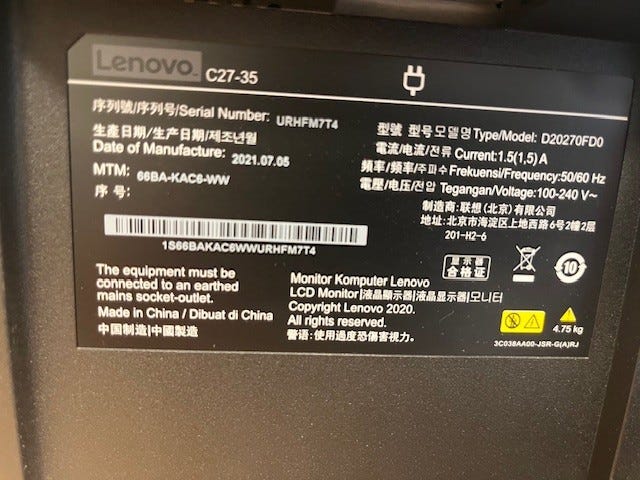 Lenovo C27-35
序列號/序列号/Serial Number: URHFM7T4
生產日期/生产日期/제조년월
Date of Manufacture: 2021.07.05
MTM: 66BA-KAC6-WW
序 号:
1S66BAKAC6WWURHFM7T4
The equipment must be
connected to an earthed
mains socket-outlet.
Made in China / Dibuat di China
中国制造|中國製造
型號 型号 모델명 Type/Model: D20270FD0
電流/电流/전류 Current:1.5(1,5) A
頻率/频率/주파수 Frekuensi/Frequency:50/60 Hz
電壓/电压/전압 Tegangan/Voltage:100-240 V~
制造商: 联想 (北京) 有限公司
地址: 北京市海淀区上地西路6号2幢2层
201-H2-6
显示器
合格证
10
Monitor Komputer Lenovo
LCD Monitor|液晶顯示器|液晶显示器|모니터
Copyright Lenovo 2020.
All rights reserved.
警语: 使用過度恐傷害視力。
4.75 kg
3C038AA00-JSR-G(A)RJ